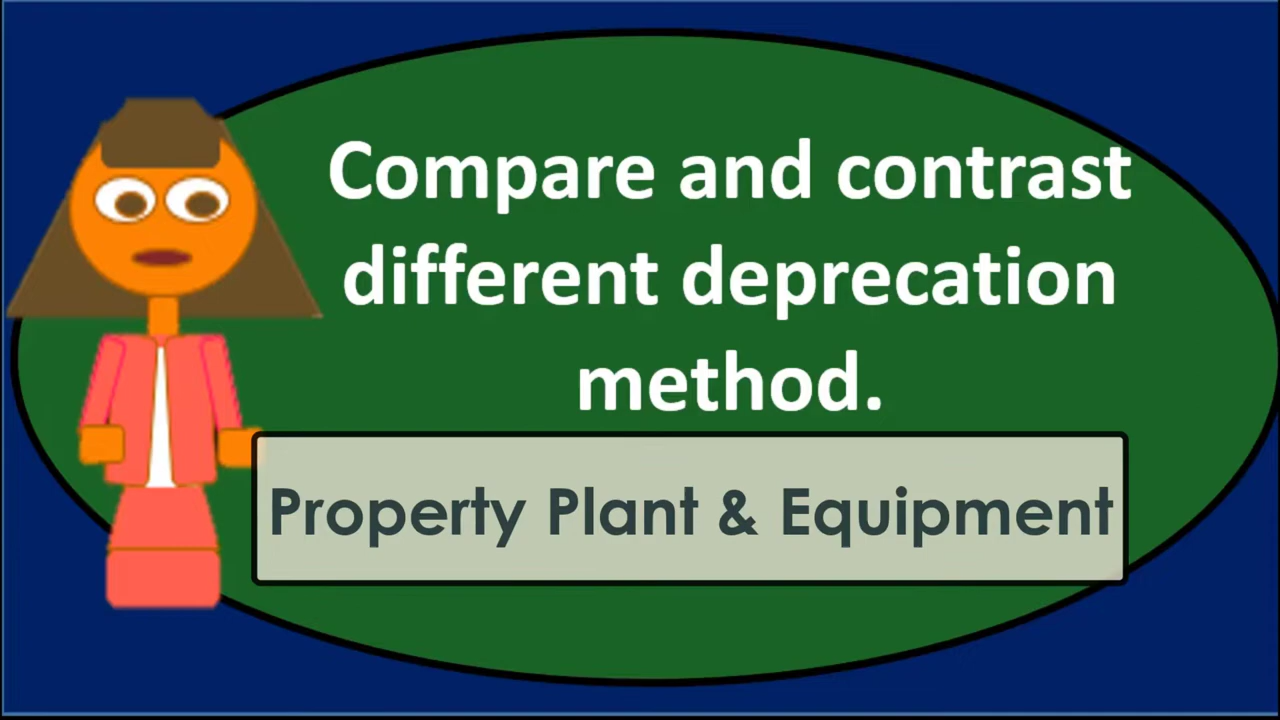 Compare and contrast
different deprecation
method.
Property Plant & Equipment